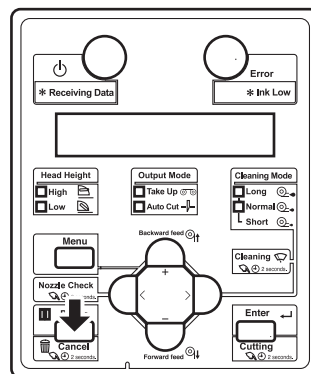 Error
* Receiving Data
* Ink Low
Head Height
High
Low
Output Mode
Take Up
Auto Cut
Cleaning Mode
Long
Normal
Short
Menu
Backward feed
+
< >
−
Forward feed
Cleaning
2 seconds.
Nozzle Check
Cancel
2 seconds.
Enter
Cutting
2 seconds.